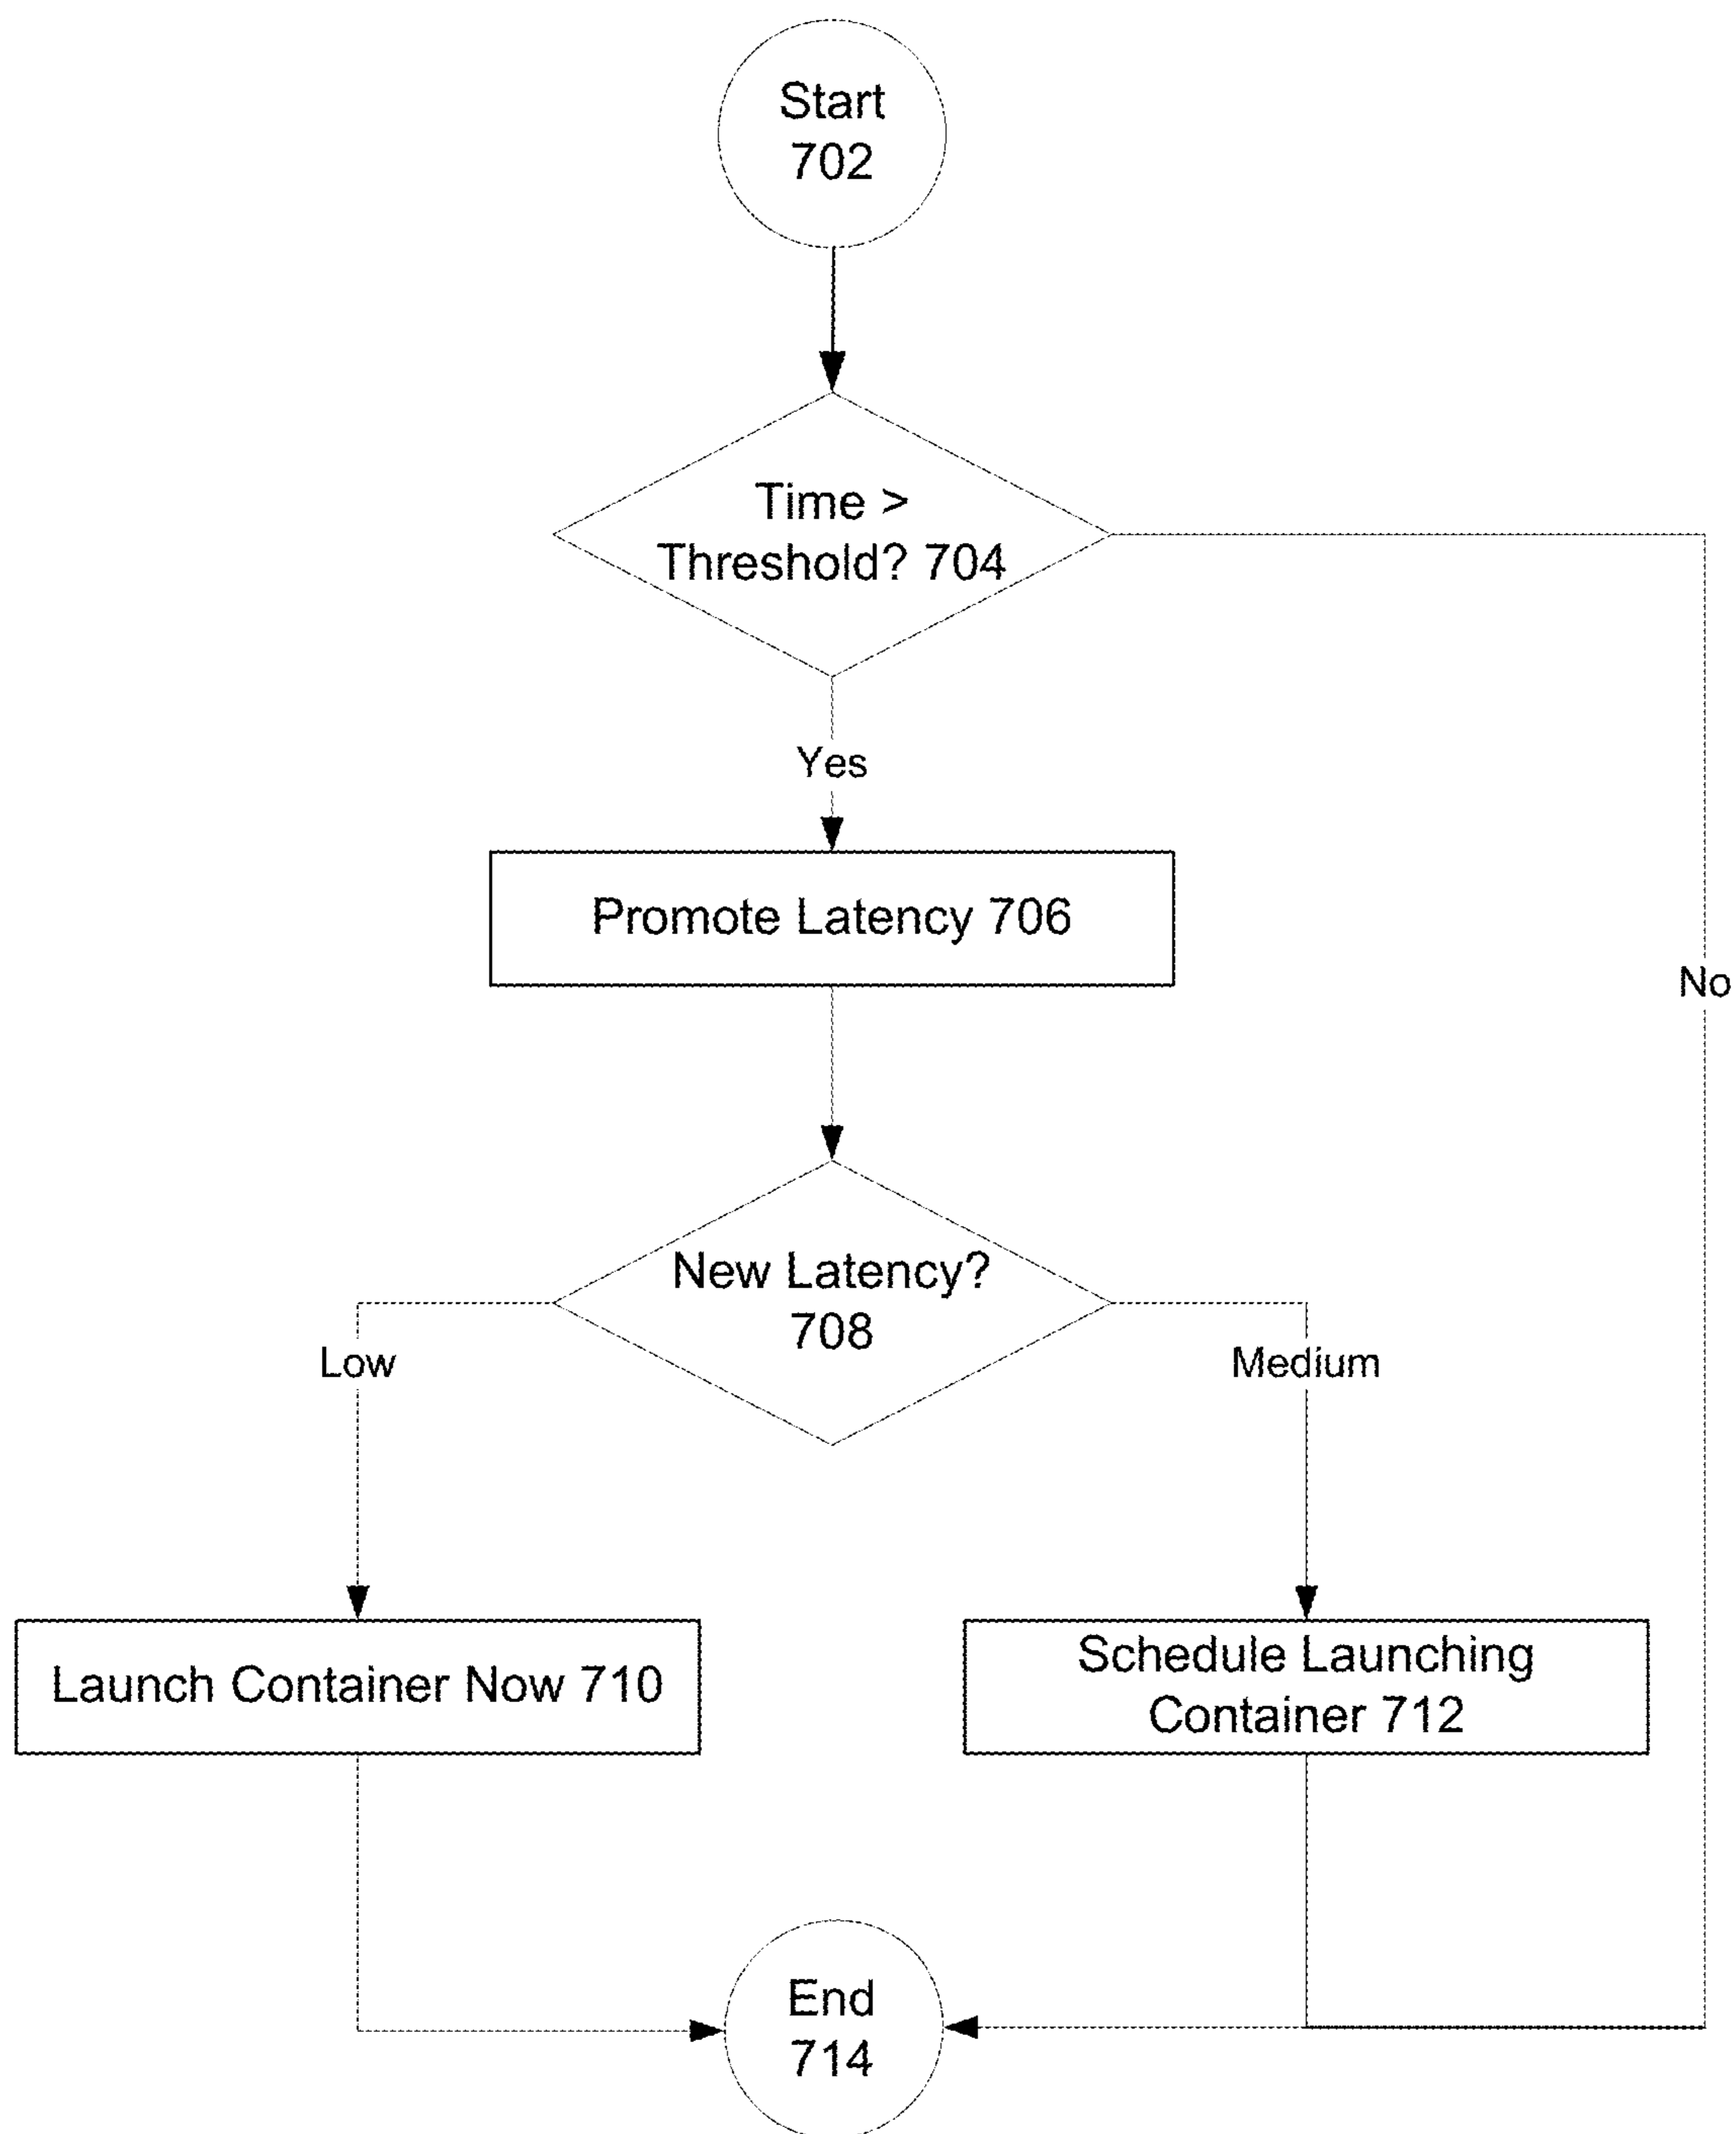 Start
702
Time >
Threshold? 704
Yes
Promote Latency 706
No
New Latency?
708
Low
Medium
Launch Container Now 710
Schedule Launching
Container 712
End
714